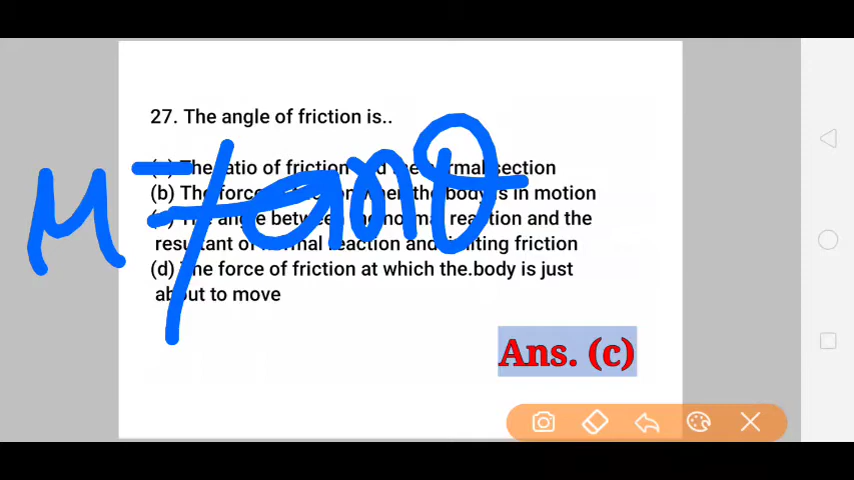 27. The angle of friction is..
(a) The ratio of friction and the normal section
(b) The force of friction when the body is in motion
(c) The angle between the normal reaction and the
resultant of normal reaction and limiting friction
(d) The force of friction at which the.body is just
about to move
μ = tanθ
Ans. (c)